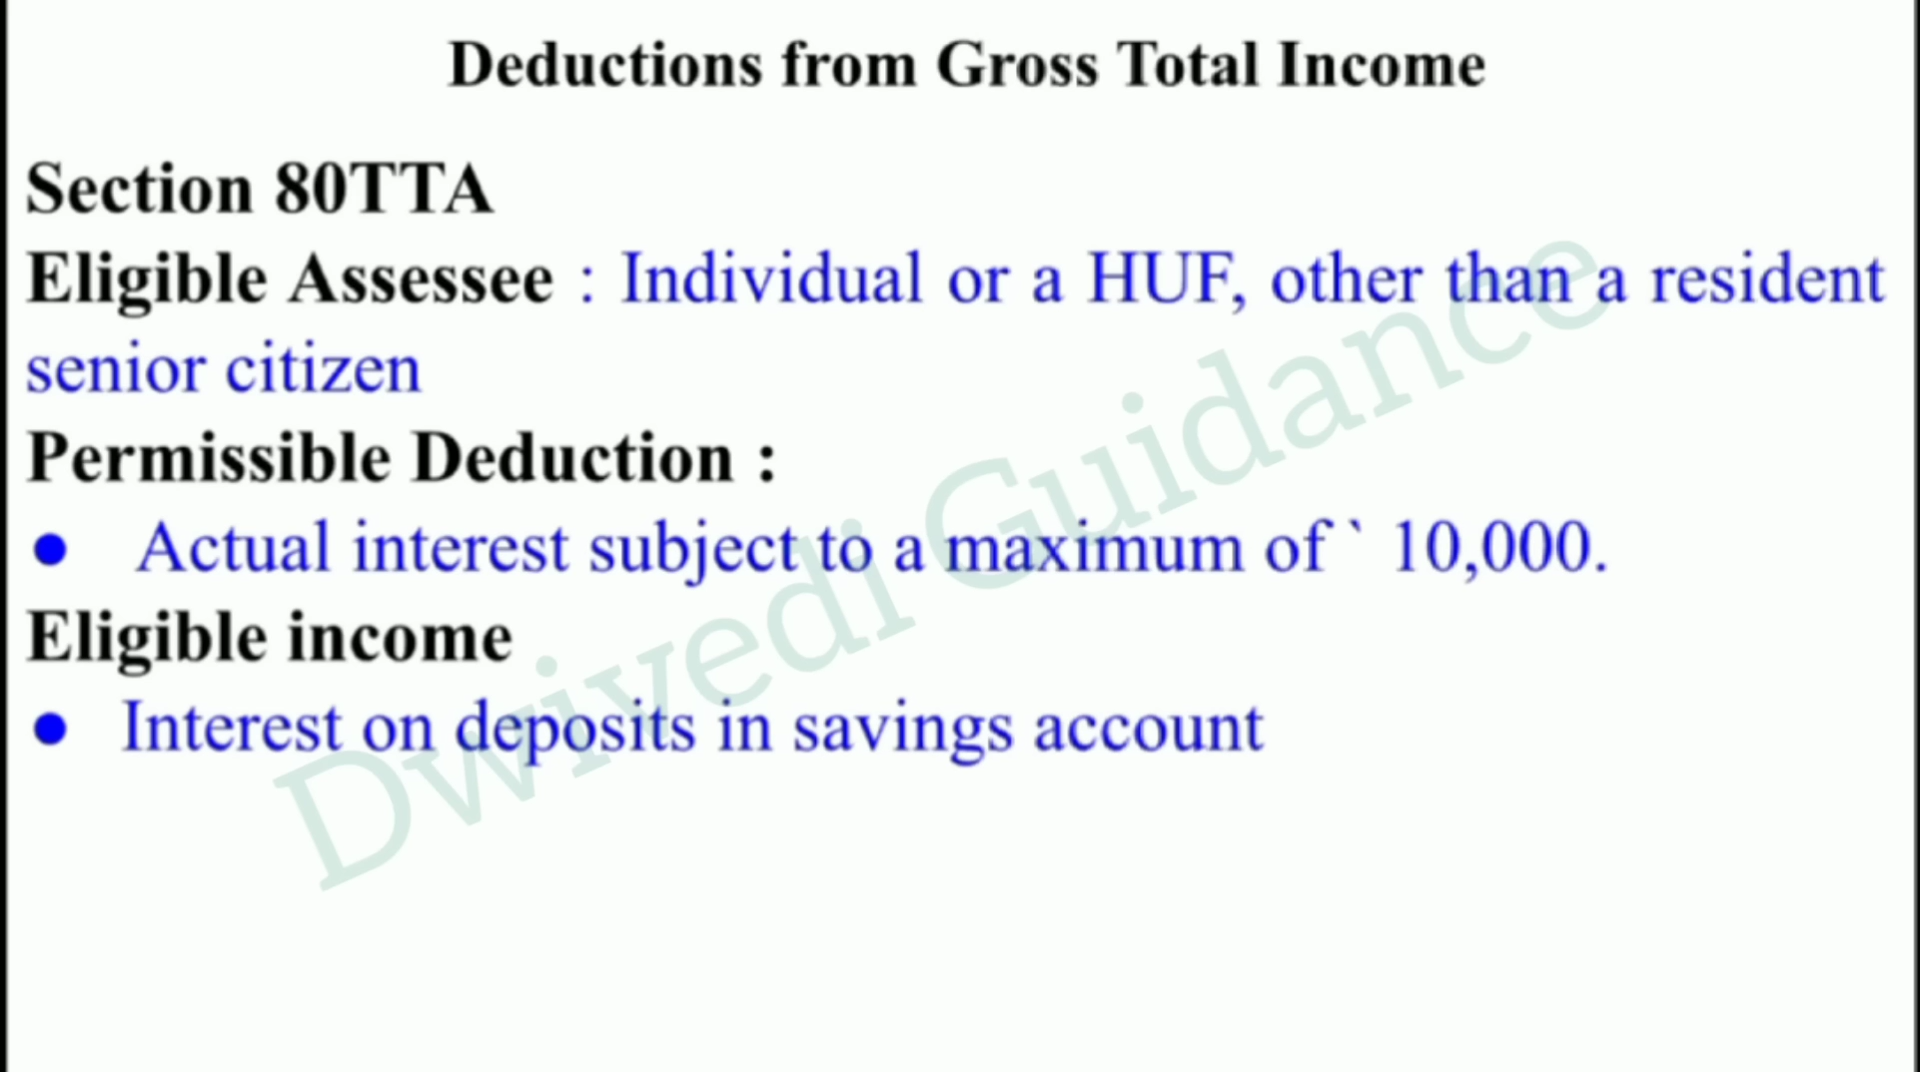 Deductions from Gross Total Income
Section 80TTA
Eligible Assessee : Individual or a HUF, other than a resident
senior citizen
Permissible Deduction :
● Actual interest subject to a maximum of ` 10,000.
Eligible income
● Interest on deposits in savings account
Dwivedi Guidance